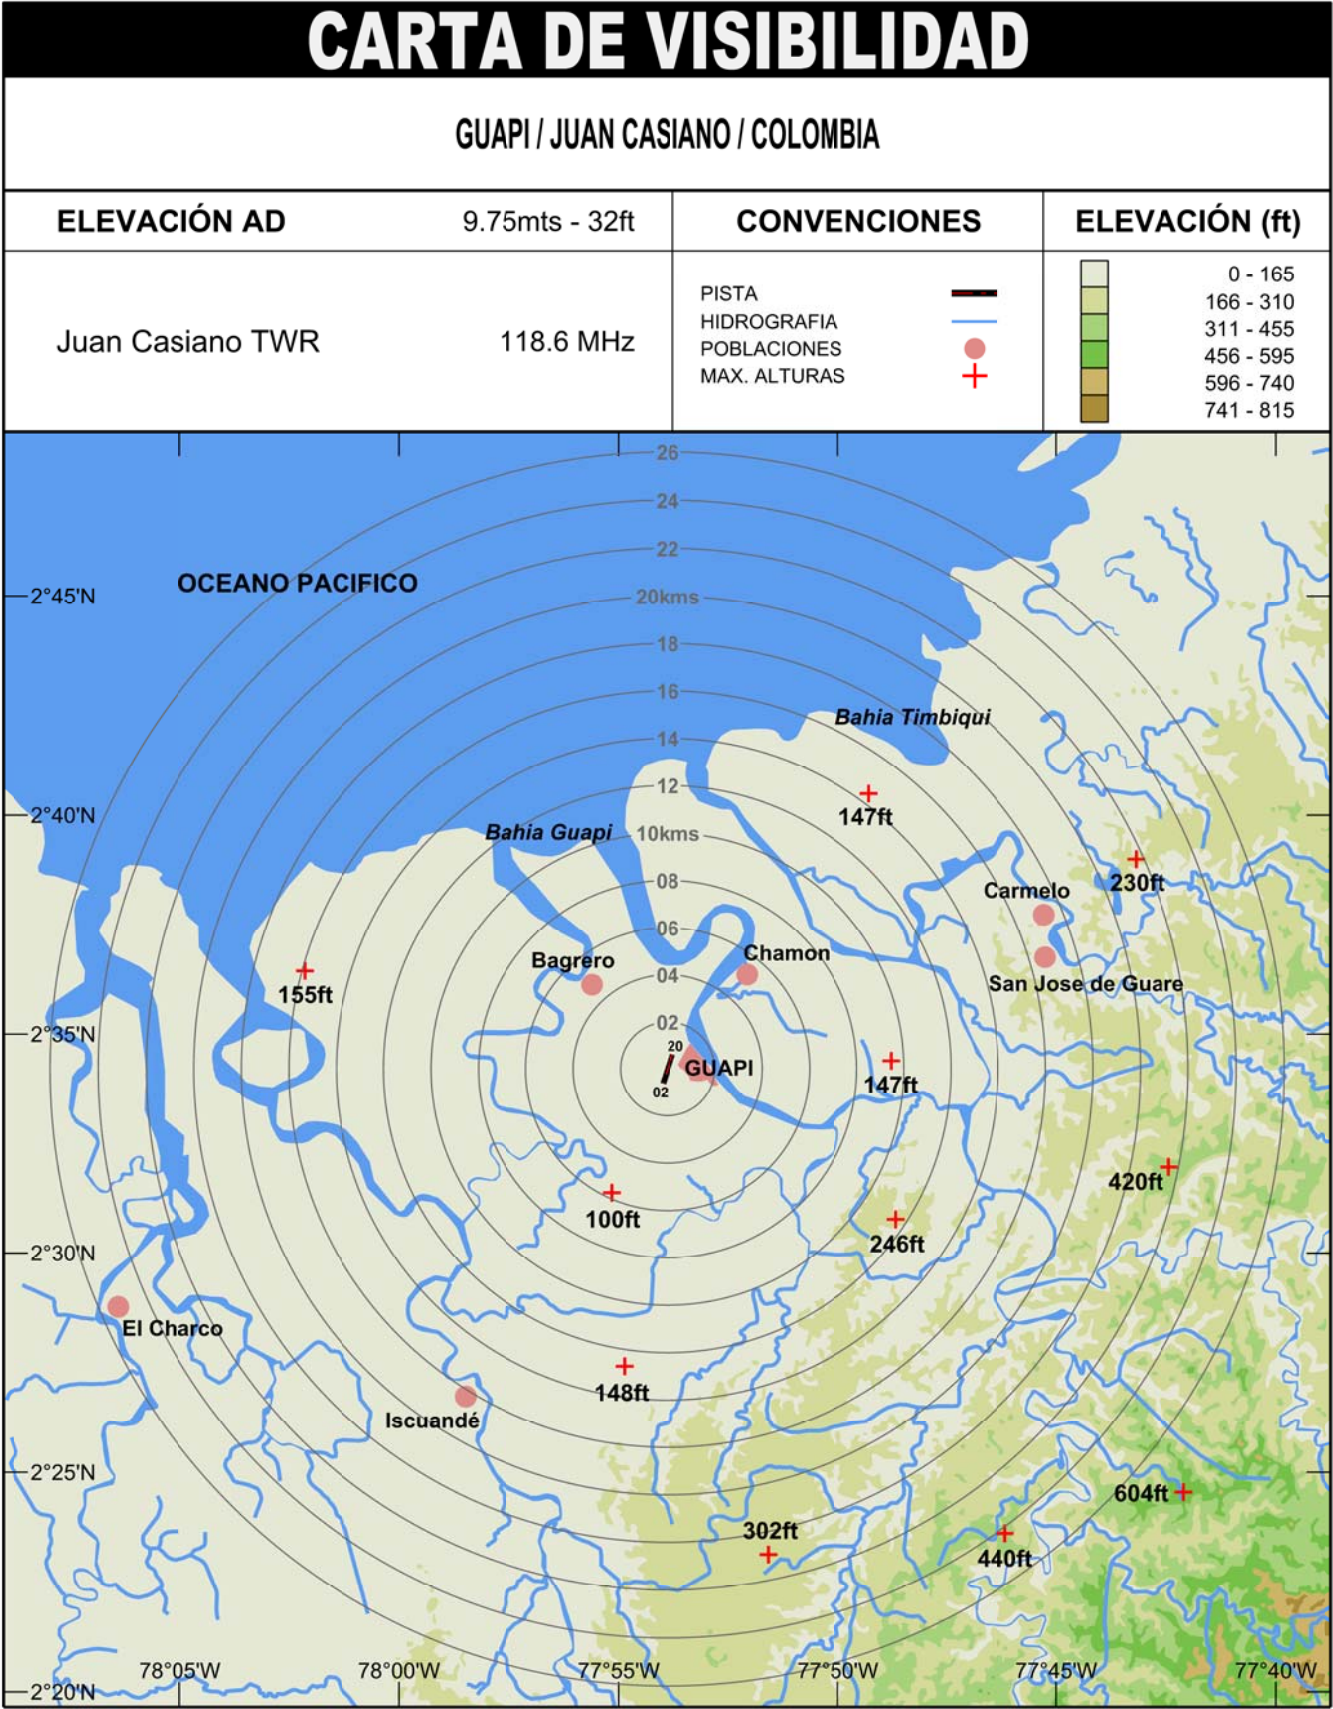 CARTA DE VISIBILIDAD
GUAPI / JUAN CASIANO / COLOMBIA
ELEVACIÓN AD 9.75mts - 32ft
CONVENCIONES
ELEVACIÓN (ft)
Juan Casiano TWR 118.6 MHz
PISTA
HIDROGRAFIA
POBLACIONES
MAX. ALTURAS
0 - 165
166 - 310
311 - 455
456 - 595
596 - 740
741 - 815
26
24
22
OCEANO PACIFICO
2°45'N
20kms
18
16
Bahia Timbiqui
14
12
147ft
2°40'N
Bahia Guapi
10kms
230ft
08
Carmelo
06
Bagrero
Chamon
04
San Jose de Guare
155ft
02
2°35'N
20
GUAPI
02
147ft
420ft
100ft
246ft
2°30'N
El Charco
148ft
Iscuandé
2°25'N
604ft
302ft
440ft
78°05'W
78°00'W
77°55'W
77°50'W
77°45'W
77°40'W
2°20'N